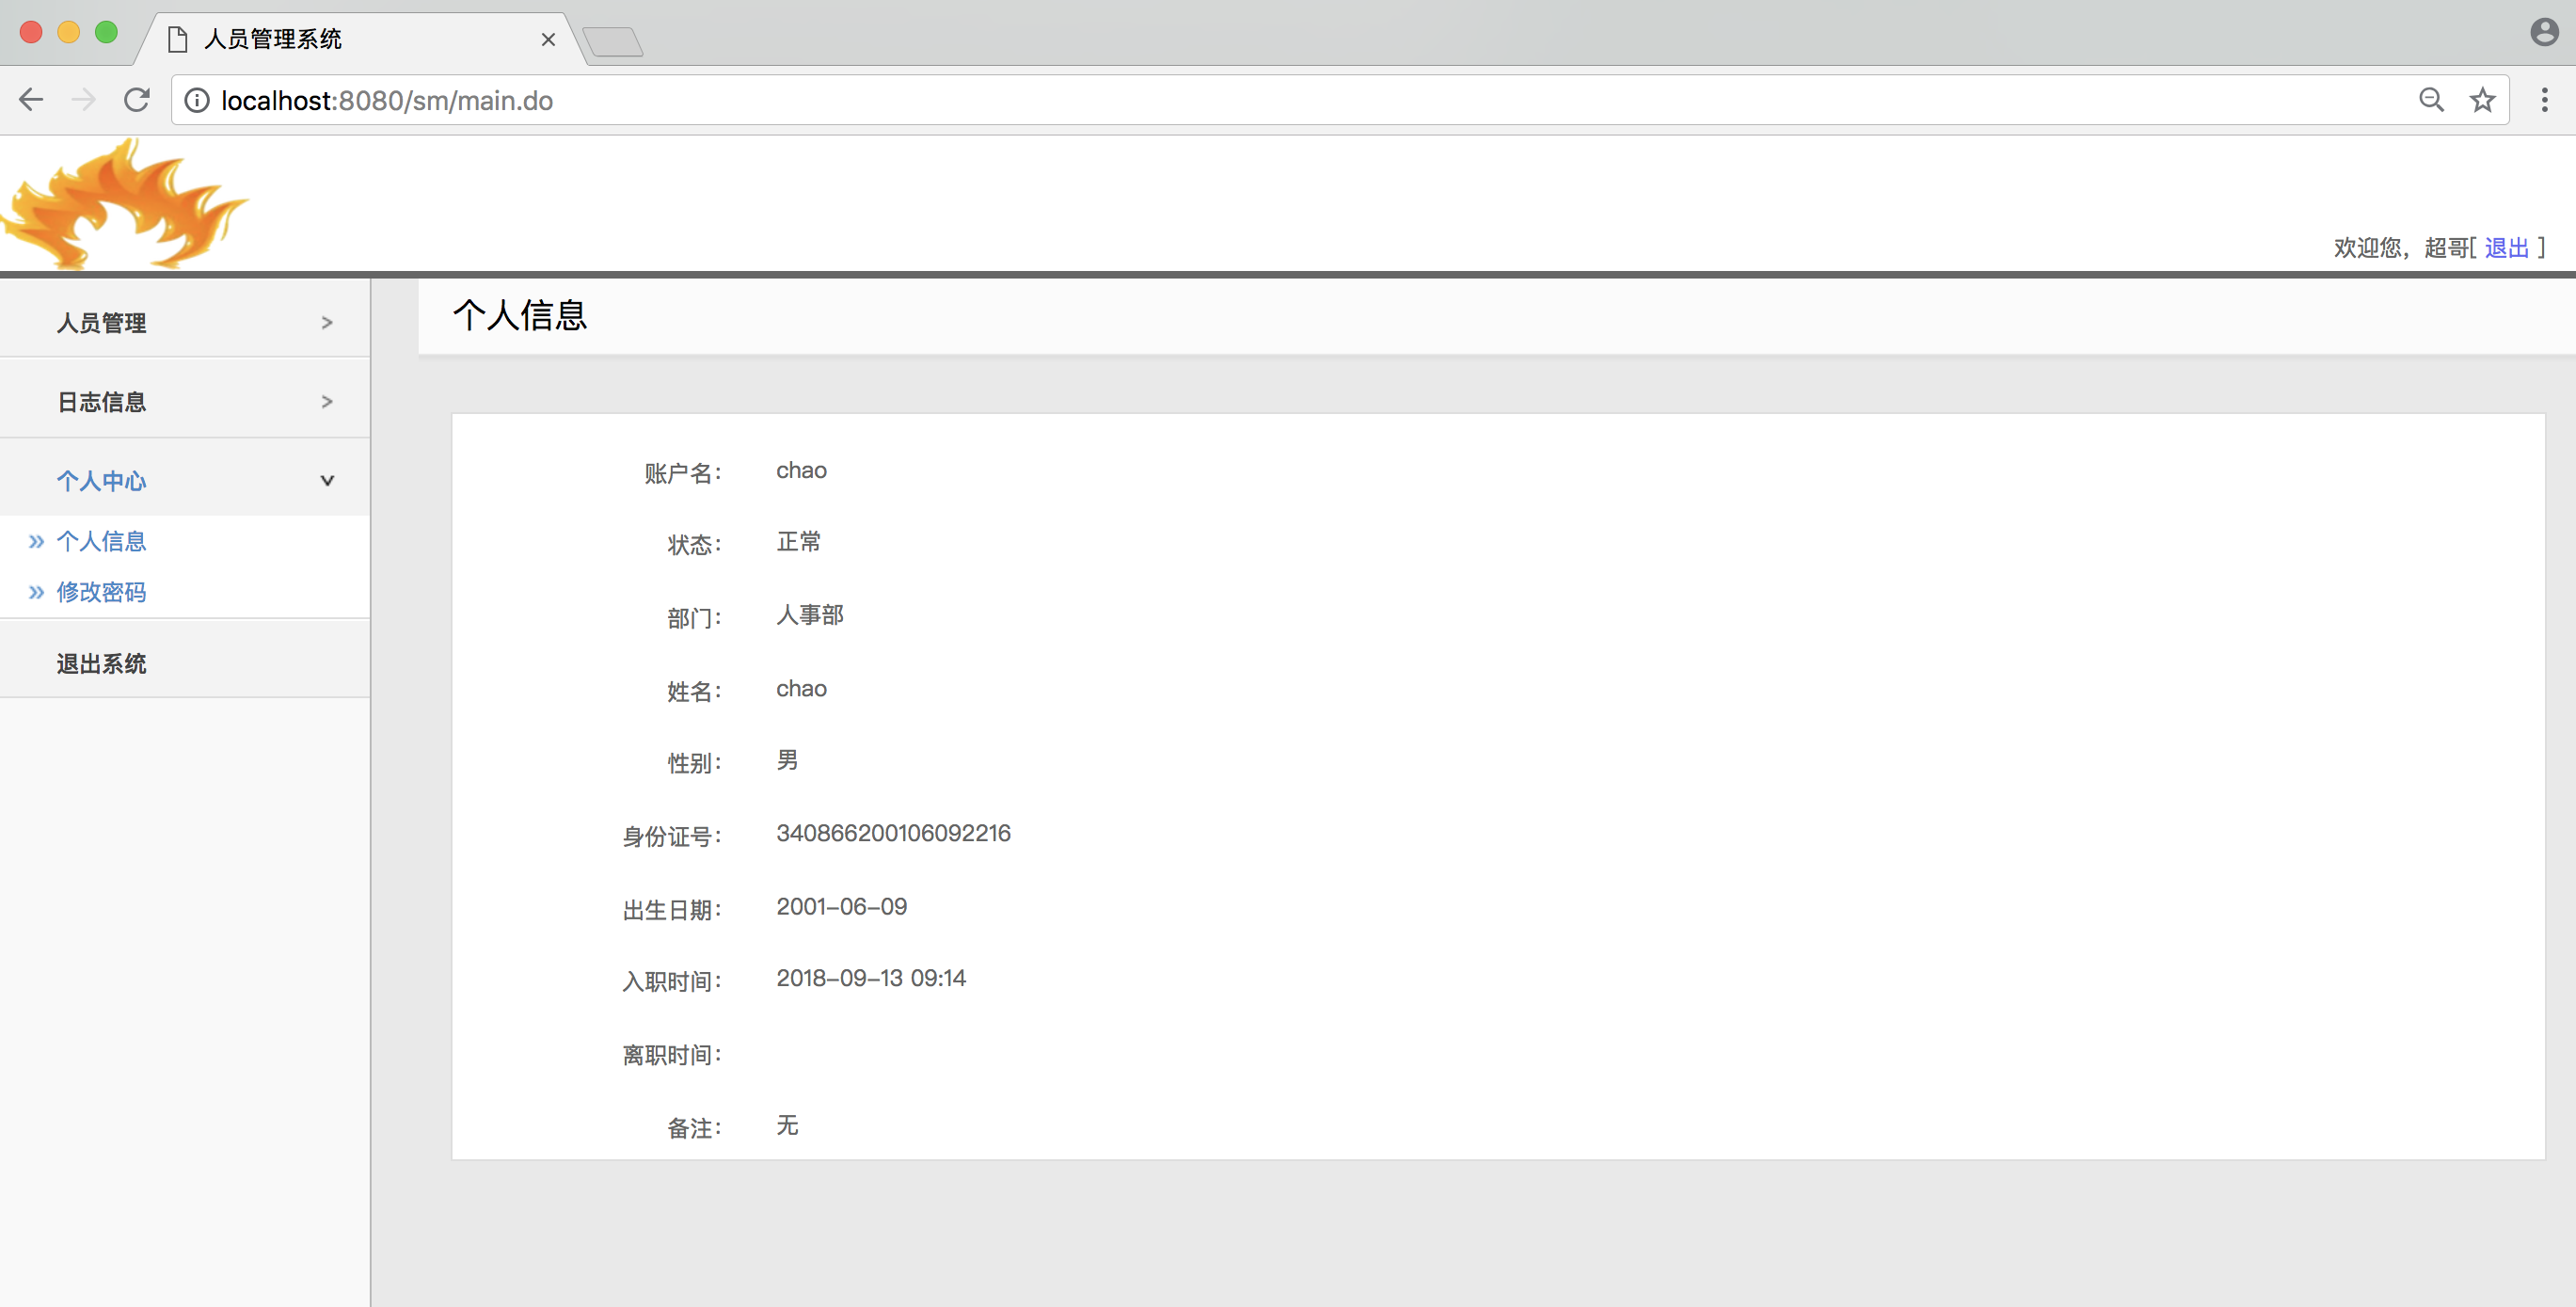 人员管理系统
localhost:8080/sm/main.do
欢迎您，超哥[ 退出 ]
人员管理 >
日志信息 >
个人中心
» 个人信息
» 修改密码
退出系统
个人信息
账户名： chao
状态： 正常
部门： 人事部
姓名： chao
性别： 男
身份证号： 340866200106092216
出生日期： 2001-06-09
入职时间： 2018-09-13 09:14
离职时间：
备注： 无